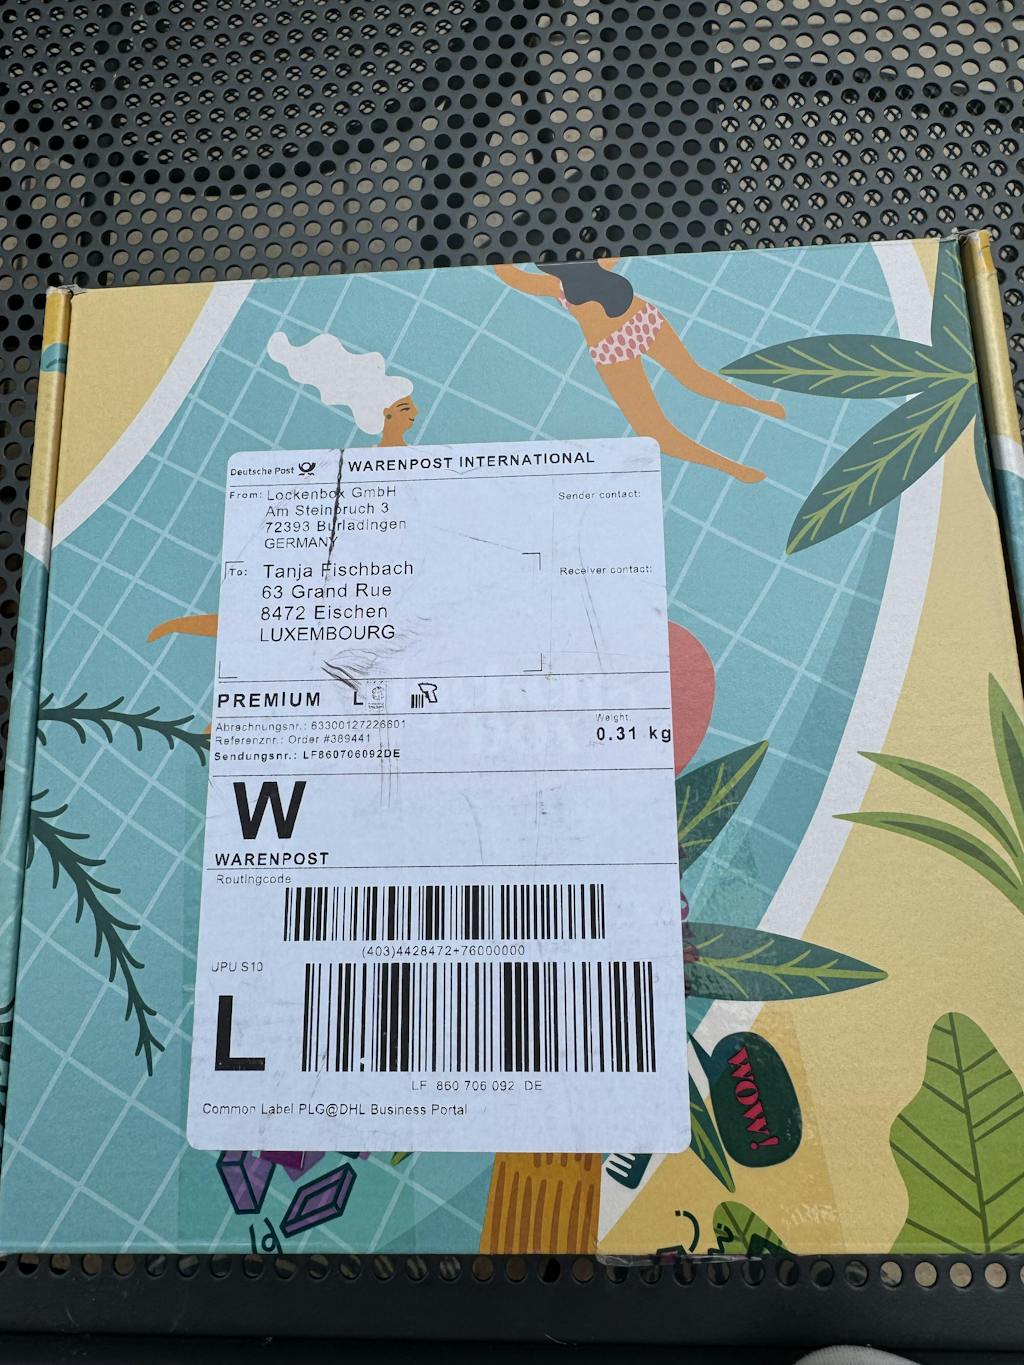 Deutsche Post WARENPOST INTERNATIONAL
From: Lockenbox GmbH
Am Steinbruch 3
72393 Burladingen
GERMANY
Sender contact:
To: Tanja Fischbach
63 Grand Rue
8472 Eischen
LUXEMBOURG
Receiver contact:
PREMIUM L
Abrechnungsnr.: 63300127226601
Referenznr.: Order #389441
Sendungsnr.: LF860706092DE
Weight:
0.31 kg
W
WARENPOST
Routingcode
(403)4428472+76000000
UPU S10
L
LF 860 706 092 DE
Common Label PLG@DHL Business Portal
WOW!